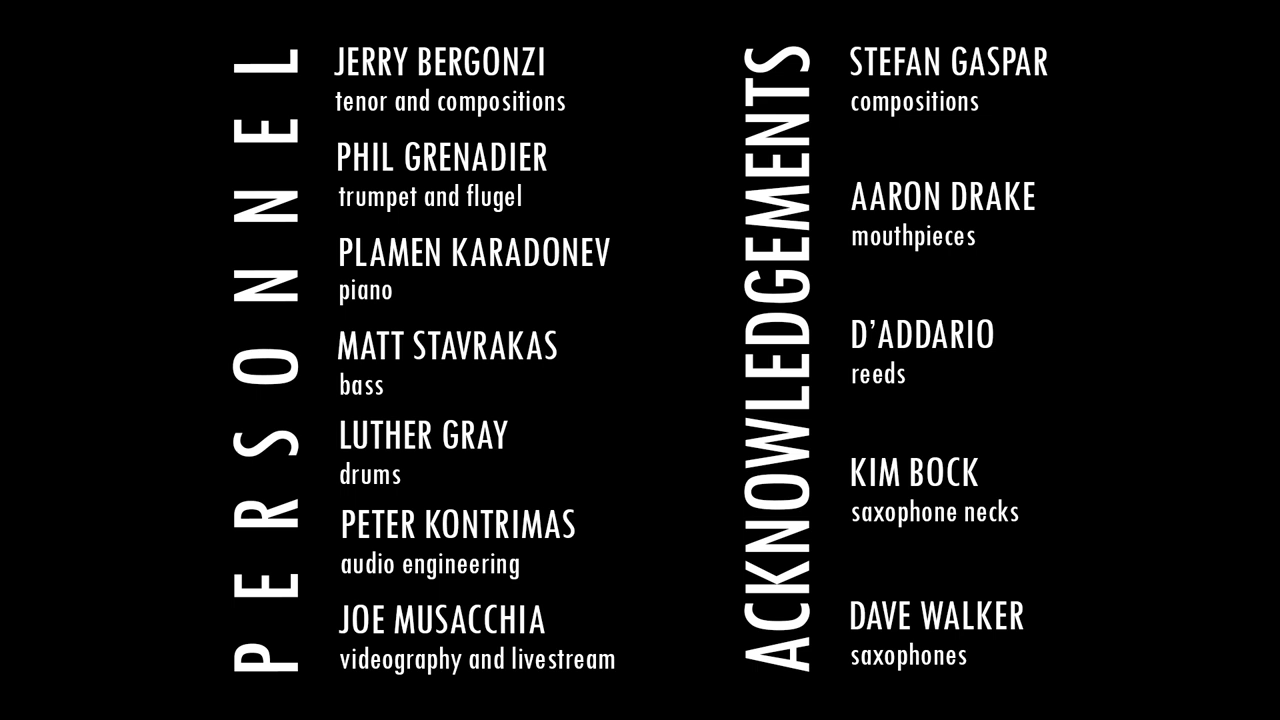 PERSONNEL
JERRY BERGONZI
tenor and compositions
PHIL GRENADIER
trumpet and flugel
PLAMEN KARADONEV
piano
MATT STAVRAKAS
bass
LUTHER GRAY
drums
PETER KONTRIMAS
audio engineering
JOE MUSACCHIA
videography and livestream
ACKNOWLEDGEMENTS
STEFAN GASPAR
compositions
AARON DRAKE
mouthpieces
D’ADDARIO
reeds
KIM BOCK
saxophone necks
DAVE WALKER
saxophones